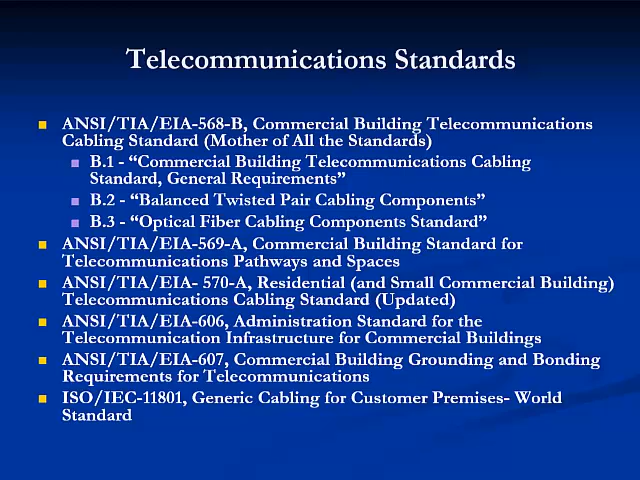 Telecommunications Standards
ANSI/TIA/EIA-568-B, Commercial Building Telecommunications
Cabling Standard (Mother of All the Standards)
B.1 - “Commercial Building Telecommunications Cabling
Standard, General Requirements”
B.2 - “Balanced Twisted Pair Cabling Components”
B.3 - “Optical Fiber Cabling Components Standard”
ANSI/TIA/EIA-569-A, Commercial Building Standard for
Telecommunications Pathways and Spaces
ANSI/TIA/EIA- 570-A, Residential (and Small Commercial Building)
Telecommunications Cabling Standard (Updated)
ANSI/TIA/EIA-606, Administration Standard for the
Telecommunication Infrastructure for Commercial Buildings
ANSI/TIA/EIA-607, Commercial Building Grounding and Bonding
Requirements for Telecommunications
ISO/IEC-11801, Generic Cabling for Customer Premises- World
Standard